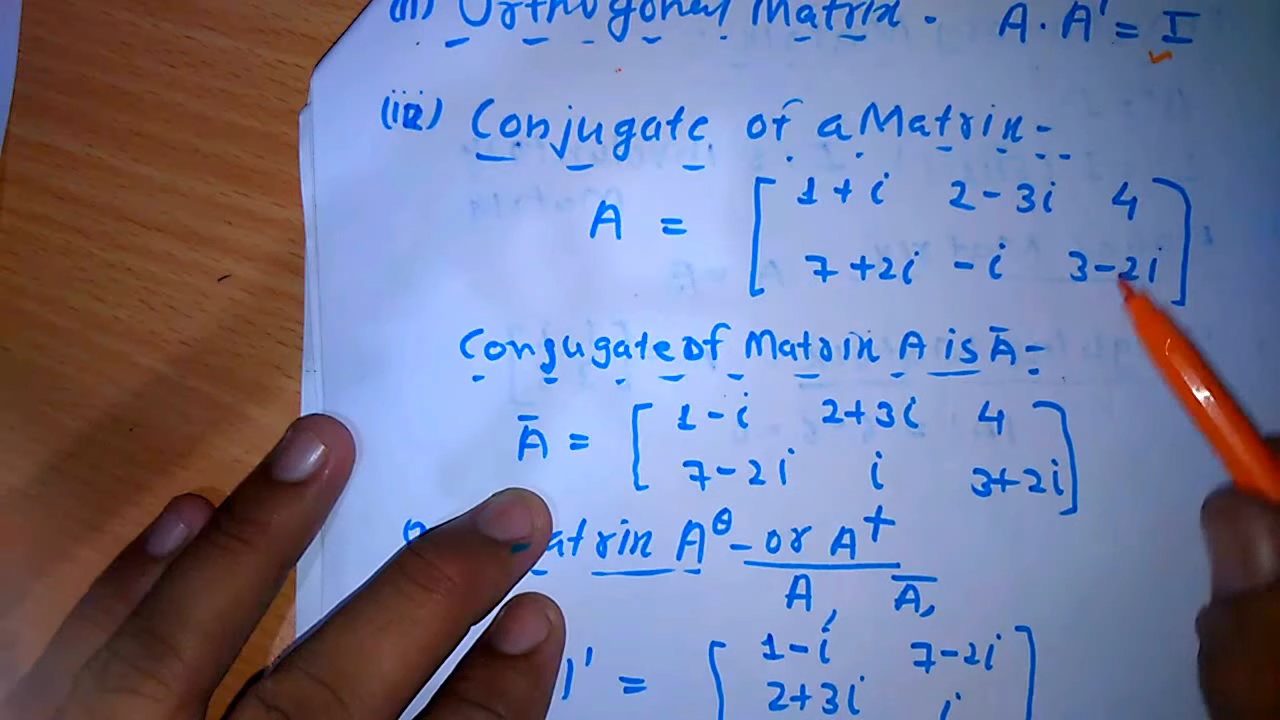 (ii) Orthogonal Matrix. A. A' = I
(iii) Conjugate of a Matrix-
A = [ 1+i 2-3i 4
7+2i -i 3-2i ]
Conjugate of Matrix A is Ā-
Ā = [ 1-i 2+3i 4
7-2i i 3+2i ]
atrix A^θ - or A^†
A, Ā,
' = [ 1-i 7-2i
2+3i i ]